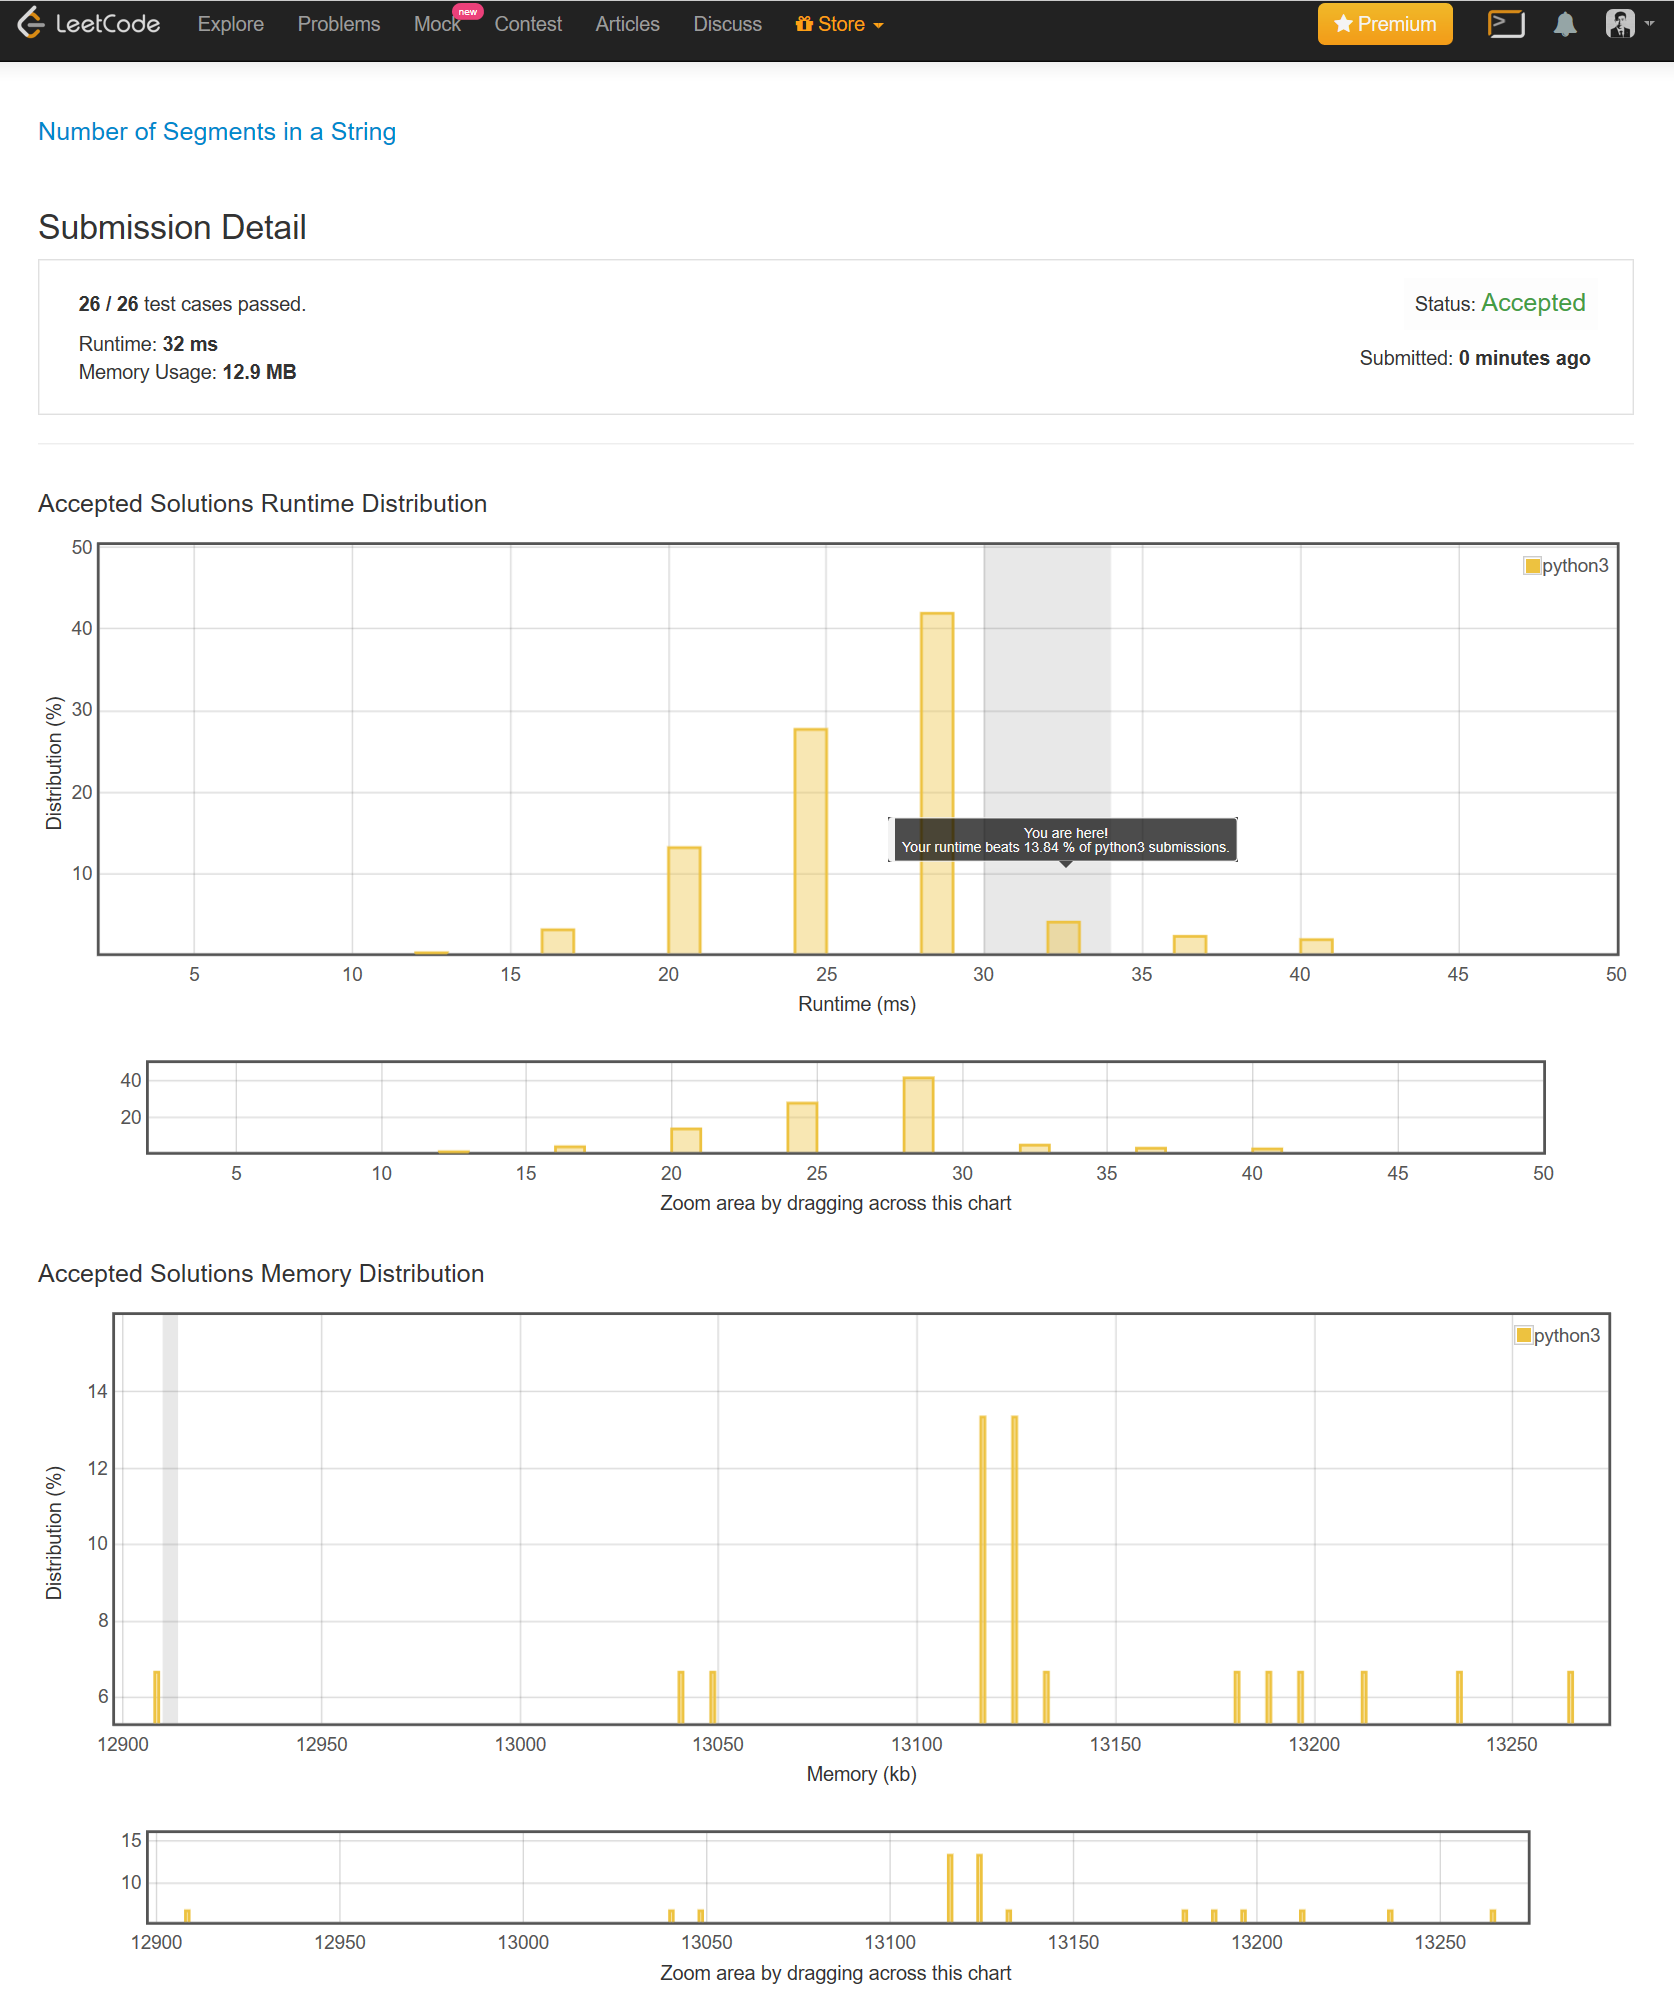 LeetCode Explore Problems Mock new Contest Articles Discuss Store Premium
Number of Segments in a String
Submission Detail
26 / 26 test cases passed.
Status: Accepted
Runtime: 32 ms
Submitted: 0 minutes ago
Memory Usage: 12.9 MB
Accepted Solutions Runtime Distribution
50
40
30
20
10
Distribution (%)
python3
You are here!
Your runtime beats 13.84 % of python3 submissions.
5 10 15 20 25 30 35 40 45 50
Runtime (ms)
40
20
5 10 15 20 25 30 35 40 45 50
Zoom area by dragging across this chart
Accepted Solutions Memory Distribution
python3
14
12
10
8
6
Distribution (%)
12900 12950 13000 13050 13100 13150 13200 13250
Memory (kb)
15
10
12900 12950 13000 13050 13100 13150 13200 13250
Zoom area by dragging across this chart